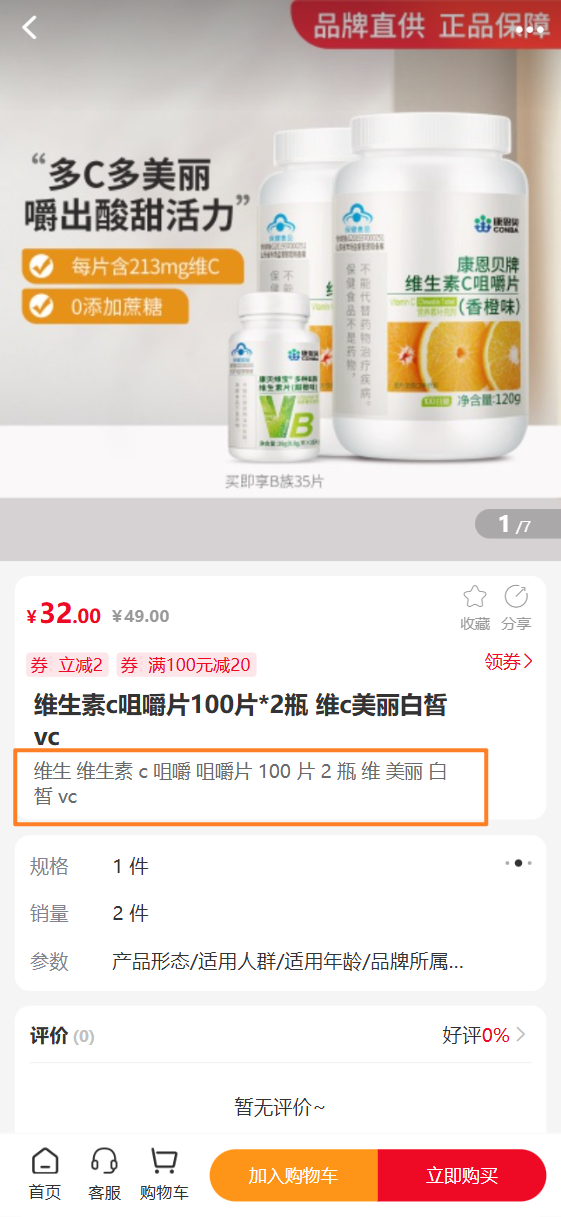 品牌直供 正品保障
“多C多美丽
嚼出酸甜活力”
每片含213mg维C
0添加蔗糖
保健食品
康恩贝
CONBA
康恩贝牌
维生素C咀嚼片
(香橙味)
不能代替药物治疗疾病。
保健食品不是药物,
净含量:120g
VB
买即享B族35片
1/7
¥32.00 ¥49.00
收藏 分享
券 立减2 券 满100元减20 领券
维生素c咀嚼片100片*2瓶 维c美丽白皙
vc
维生 维生素 c 咀嚼 咀嚼片 100 片 2 瓶 维 美丽 白
皙 vc
规格 1 件
销量 2 件
参数 产品形态/适用人群/适用年龄/品牌所属...
评价 (0) 好评0%
暂无评价~
首页 客服 购物车 加入购物车 立即购买